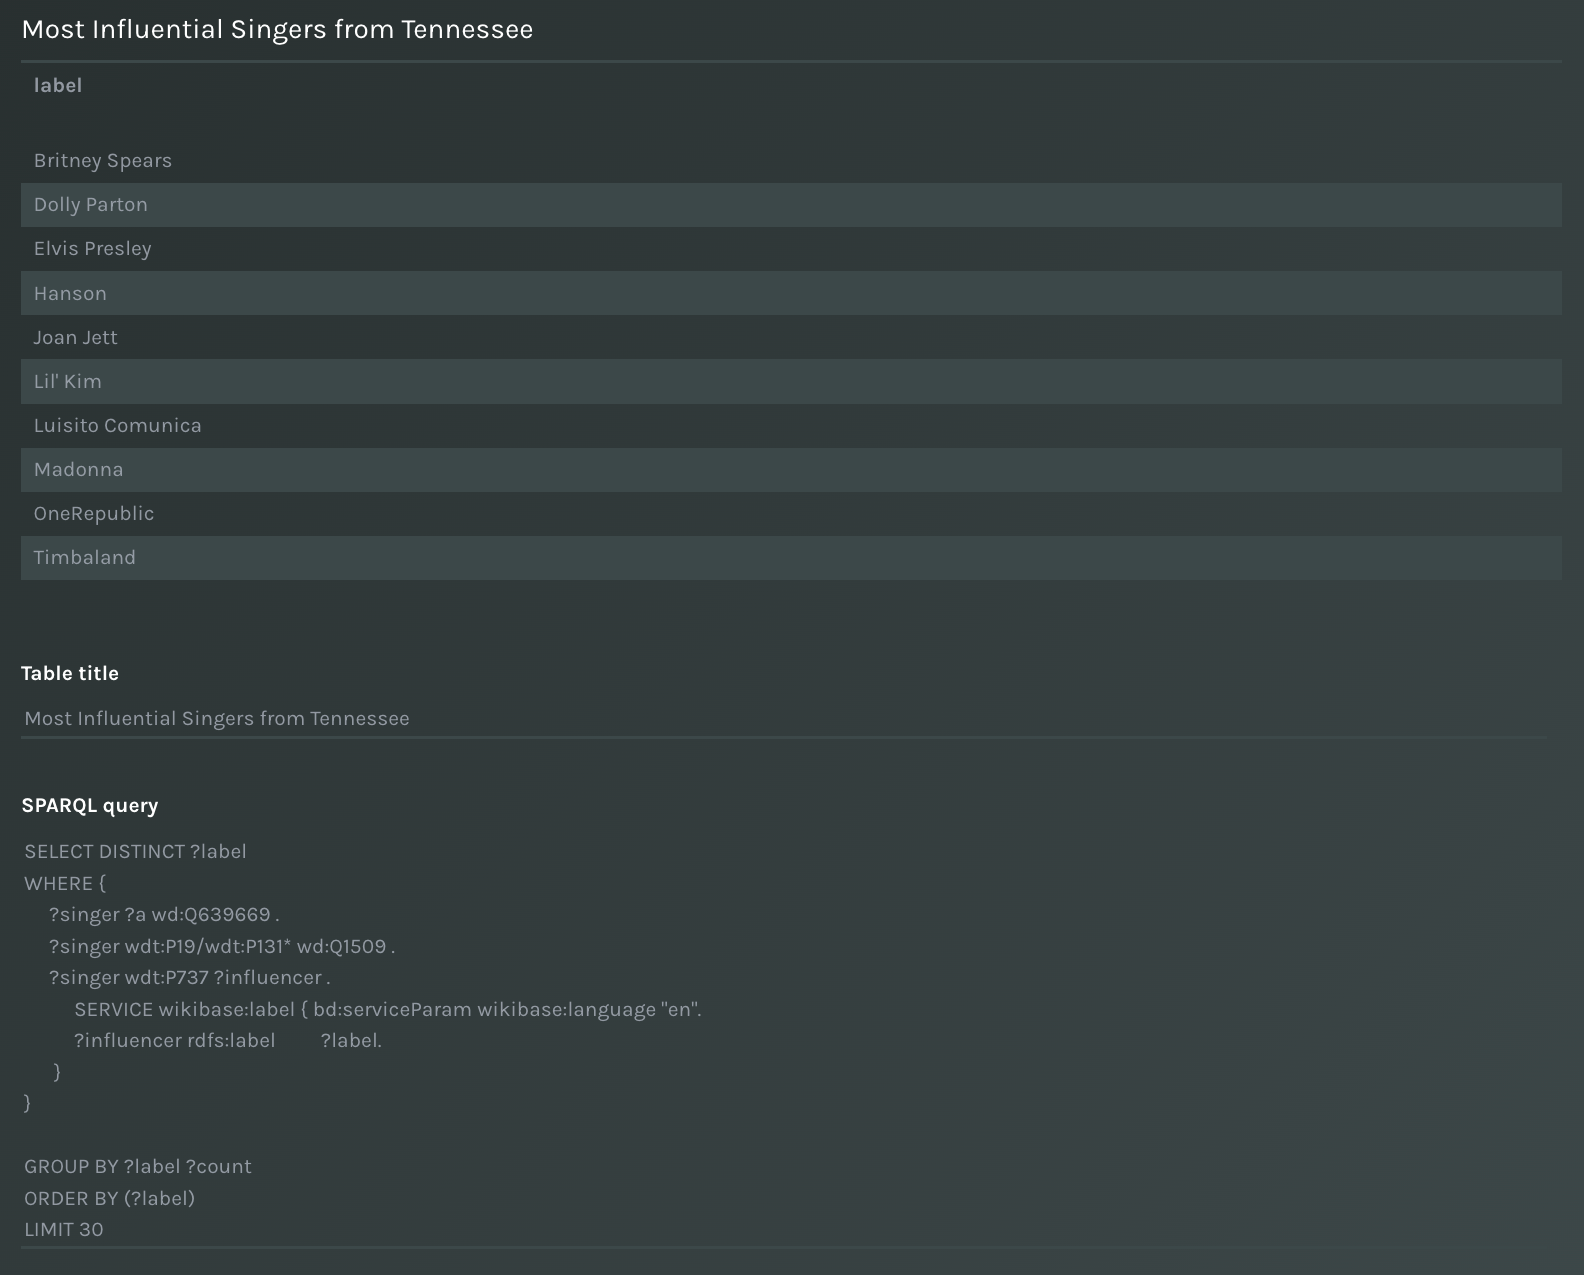 Most Influential Singers from Tennessee
label
Britney Spears
Dolly Parton
Elvis Presley
Hanson
Joan Jett
Lil' Kim
Luisito Comunica
Madonna
OneRepublic
Timbaland
Table title
Most Influential Singers from Tennessee
SPARQL query
SELECT DISTINCT ?label
WHERE {
?singer ?a wd:Q639669 .
?singer wdt:P19/wdt:P131* wd:Q1509 .
?singer wdt:P737 ?influencer .
SERVICE wikibase:label { bd:serviceParam wikibase:language "en".
?influencer rdfs:label ?label.
}
}
GROUP BY ?label ?count
ORDER BY (?label)
LIMIT 30